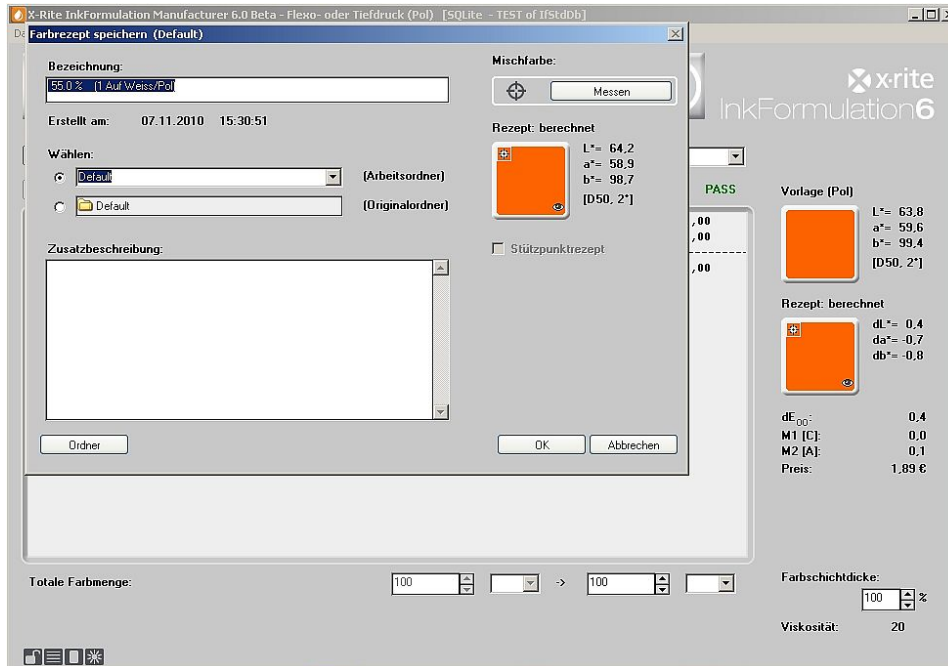 X-Rite InkFormulation Manufacturer 6.0 Beta - Flexo- oder Tiefdruck (Pol) [SQLite - TEST of IfStdDb]
Farbrezept speichern (Default)
Bezeichnung:
55.0 % (1 Auf Weiss/Pol)
Erstellt am: 07.11.2010 15:30:51
Wählen:
Default (Arbeitsordner)
Default (Originalordner)
Zusatzbeschreibung:
Ordner
Mischfarbe:
Messen
Rezept: berechnet
L*= 64,2
a*= 58,9
b*= 98,7
[D50, 2°]
Stützpunktrezept
OK Abbrechen
x·rite
InkFormulation6
PASS
,00
,00
,00
Vorlage (Pol)
L*= 63,8
a*= 59,6
b*= 99,4
[D50, 2°]
Rezept: berechnet
dL*= 0,4
da*= -0,7
db*= -0,8
dE00: 0,4
M1 [C]: 0,0
M2 [A]: 0,1
Preis: 1,89 €
Totale Farbmenge: 100 -> 100
Farbschichtdicke:
100 %
Viskosität: 20